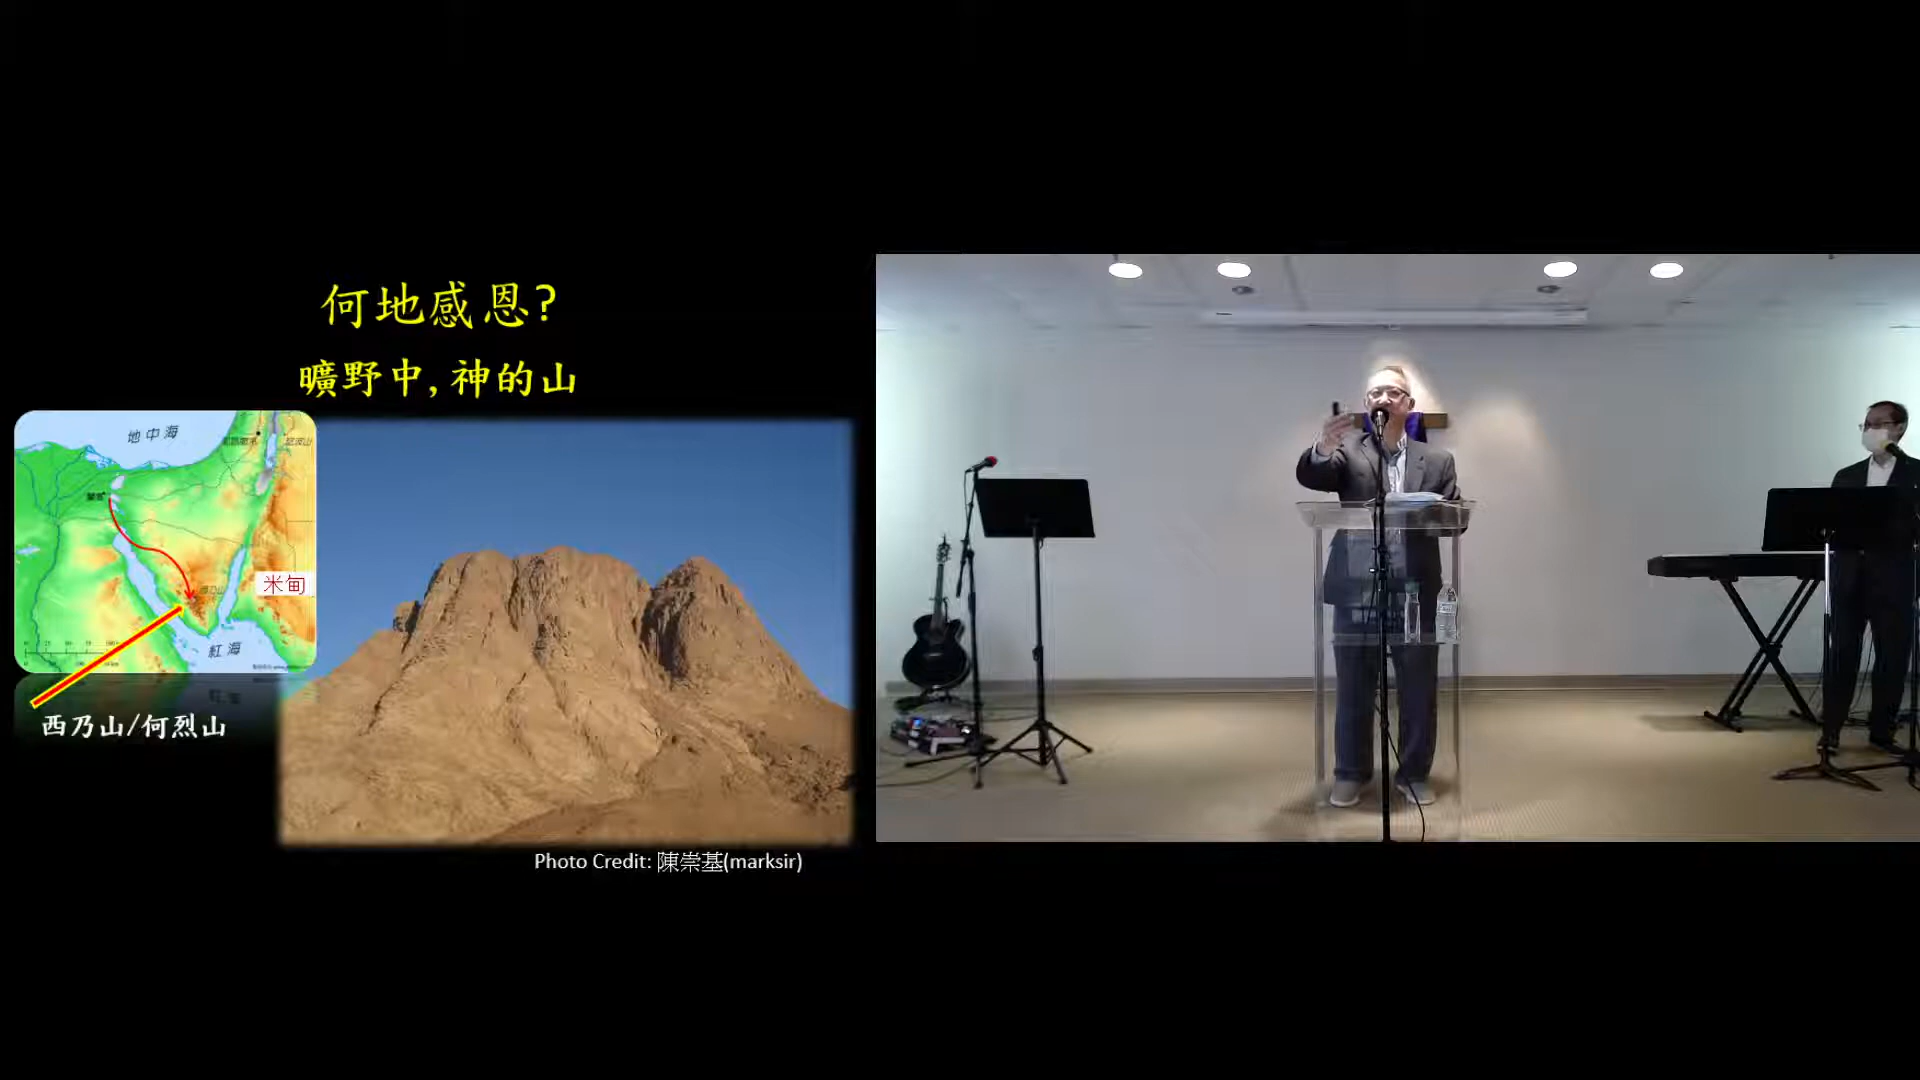 何地感恩?
曠野中,神的山
地中海
米甸
紅海
西乃山/何烈山
Photo Credit: 陳崇基(marksir)